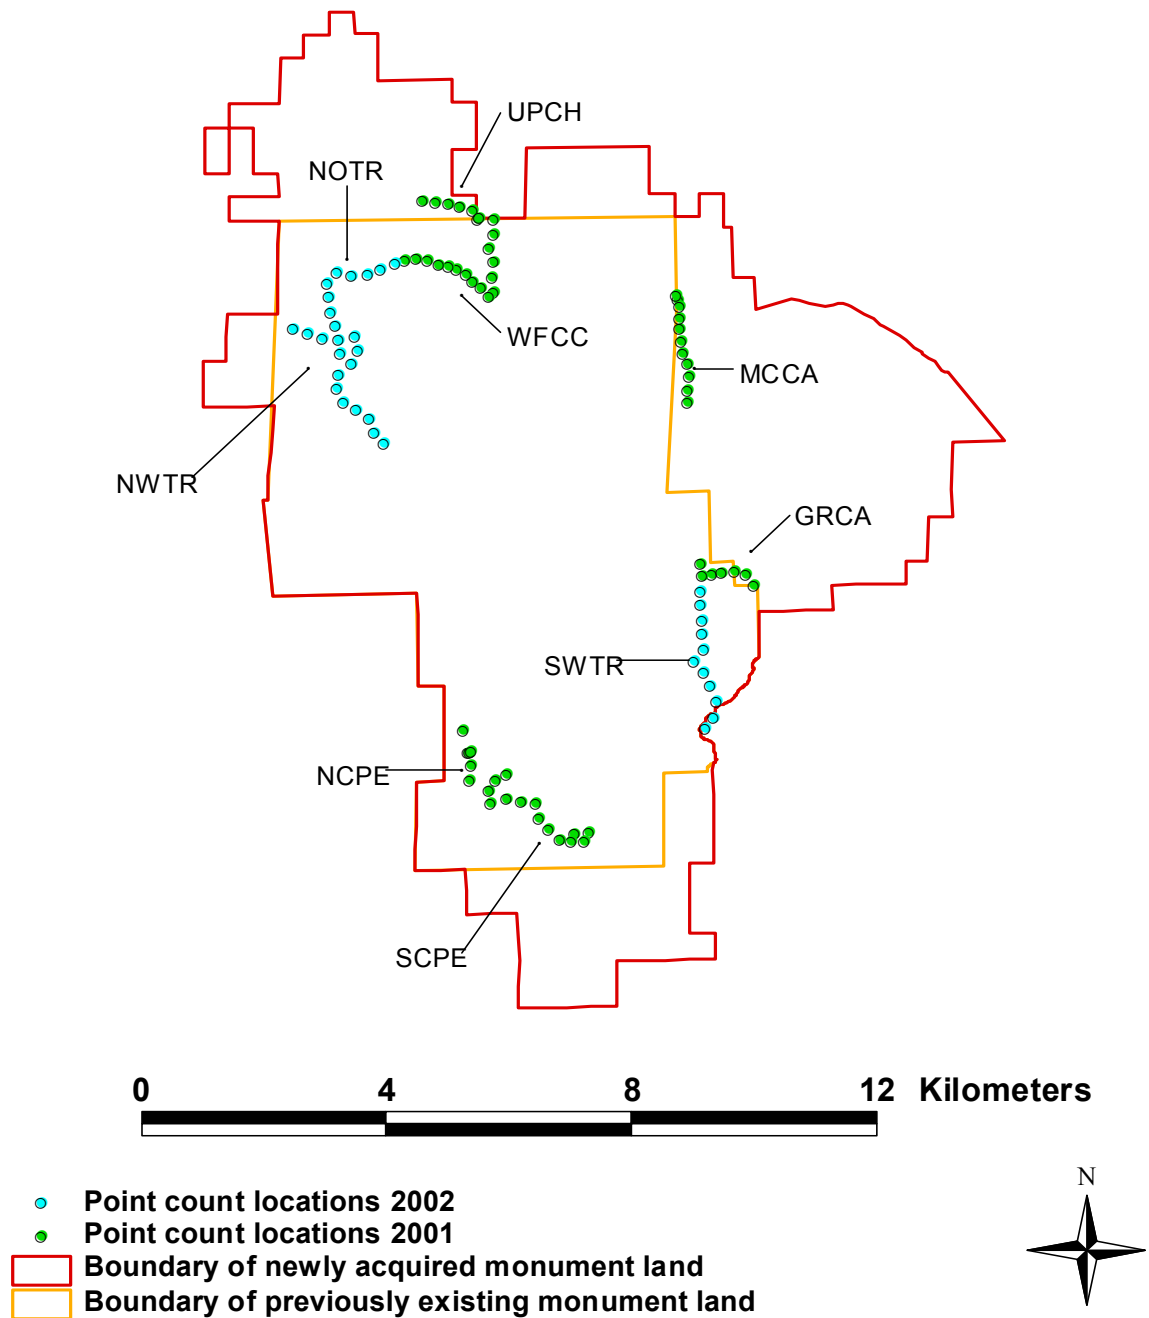 UPCH
NOTR
WFCC
MCCA
NWTR
GRCA
SWTR
NCPE
SCPE
0 4 8 12 Kilometers
N
Point count locations 2002
Point count locations 2001
Boundary of newly acquired monument land
Boundary of previously existing monument land